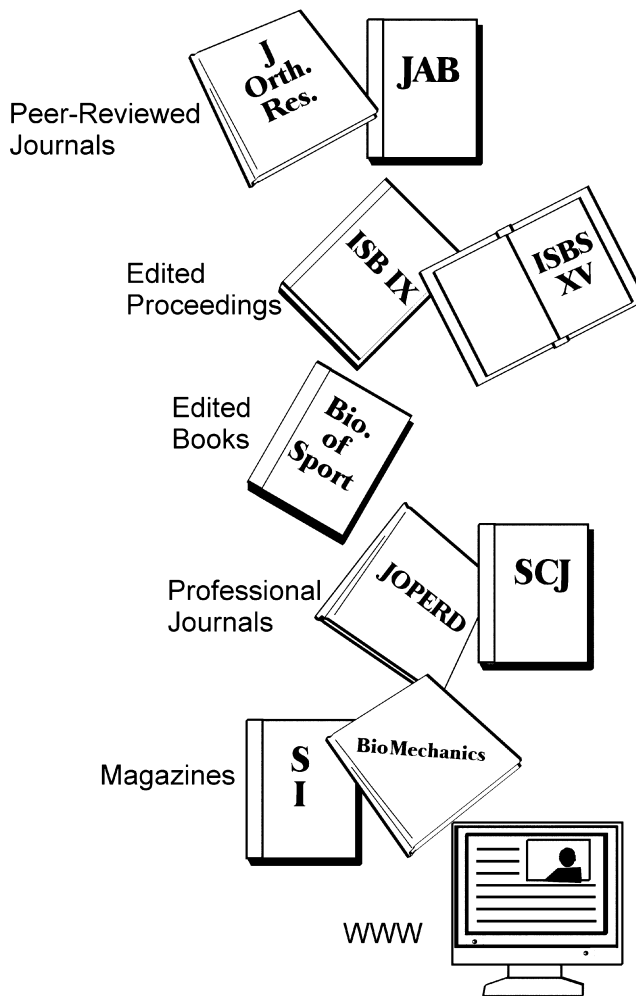 J
Orth.
Res.
JAB
Peer-Reviewed
Journals
ISB IX
ISBS
XV
Edited
Proceedings
Edited
Books
Bio.
of
Sport
Professional
Journals
JOPERD
SCJ
Magazines
S
I
BioMechanics
WWW